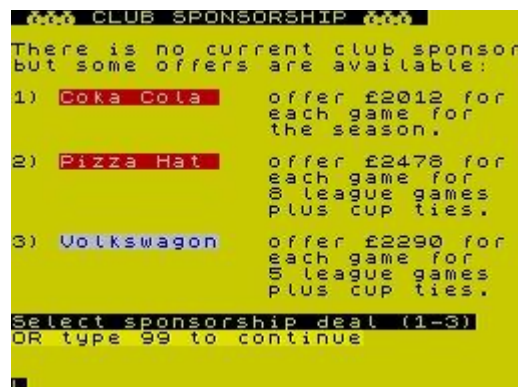 CLUB SPONSORSHIP
There is no current club sponsor
but some offers are available:
1) Coka Cola offer £2012 for
each game for
the season.
2) Pizza Hat offer £2478 for
each game for
8 league games
plus cup ties.
3) Volkswagon offer £2290 for
each game for
5 league games
plus cup ties.
Select sponsorship deal (1-3)
OR type 99 to continue
L